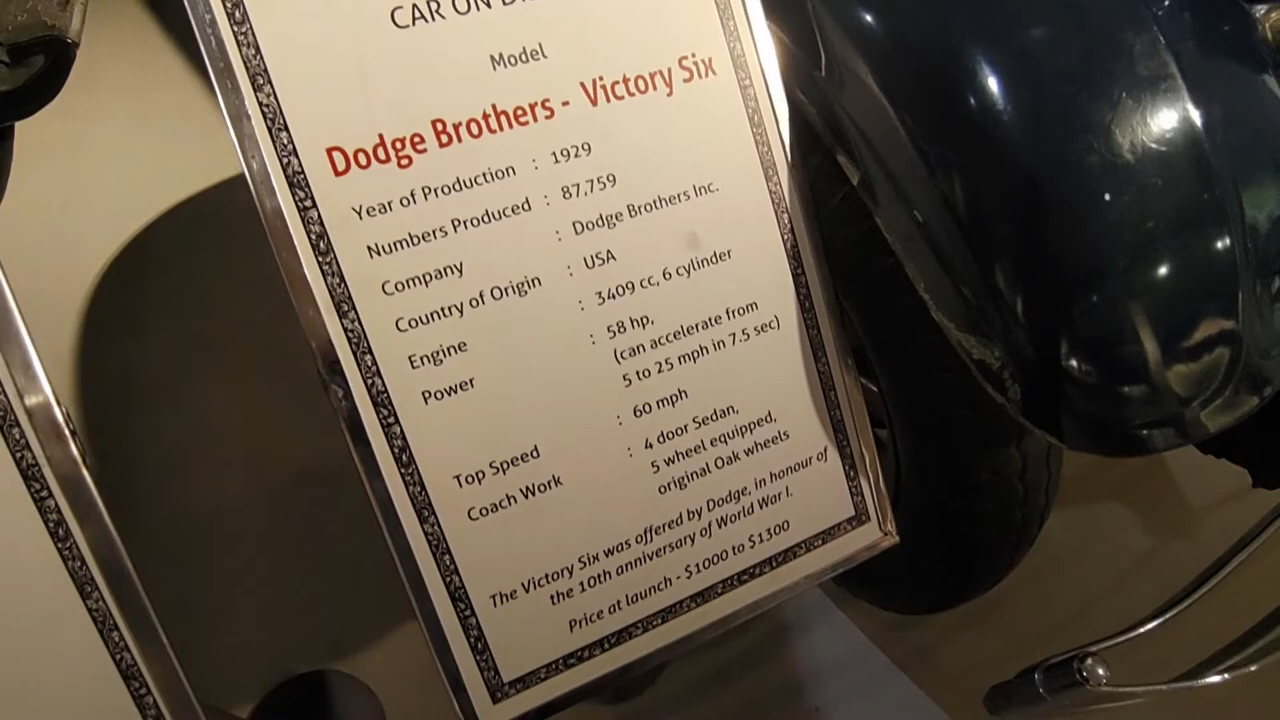 CAR ON
Model
Dodge Brothers - Victory Six
Year of Production : 1929
Numbers Produced : 87,759
Company : Dodge Brothers Inc.
Country of Origin : USA
Engine : 3409 cc, 6 cylinder
Power : 58 hp,
(can accelerate from
5 to 25 mph in 7.5 sec)
Top Speed : 60 mph
Coach Work : 4 door Sedan,
5 wheel equipped,
original Oak wheels
The Victory Six was offered by Dodge, in honour of
the 10th anniversary of World War I.
Price at launch - $1000 to $1300